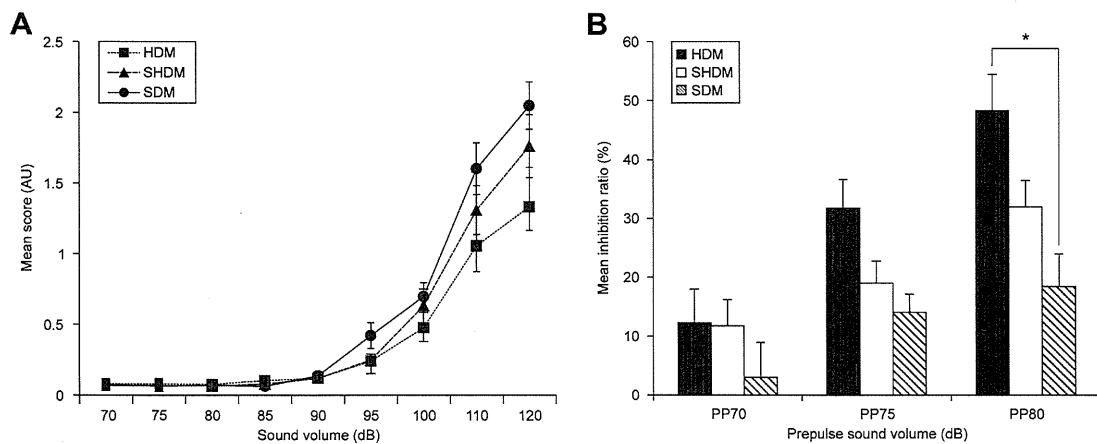 A
HDM
SHDM
SDM
2.5
2
1.5
1
0.5
0
Mean score (AU)
70 75 80 85 90 95 100 110 120
Sound volume (dB)
B
HDM
SHDM
SDM
*
60
50
40
30
20
10
0
Mean inhibition ratio (%)
PP70 PP75 PP80
Prepulse sound volume (dB)